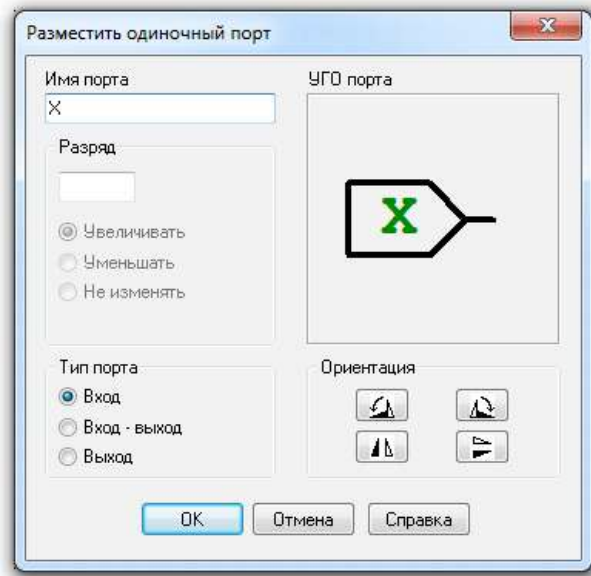 Разместить одиночный порт
Имя порта
X
Разряд
Увеличивать
Уменьшать
Не изменять
Тип порта
Вход
Вход - выход
Выход
УГО порта
X
Ориентация
OK
Отмена
Справка